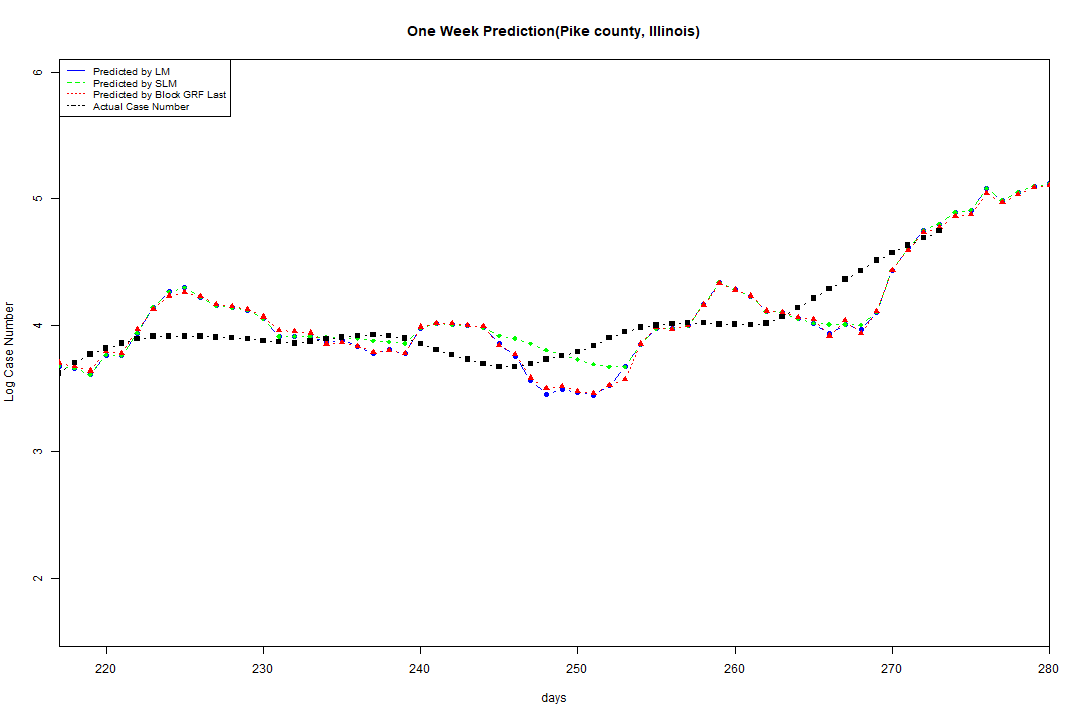 One Week Prediction(Pike county, Illinois)
Predicted by LM
Predicted by SLM
Predicted by Block GRF Last
Actual Case Number
6
5
4
3
2
Log Case Number
220 230 240 250 260 270 280
days